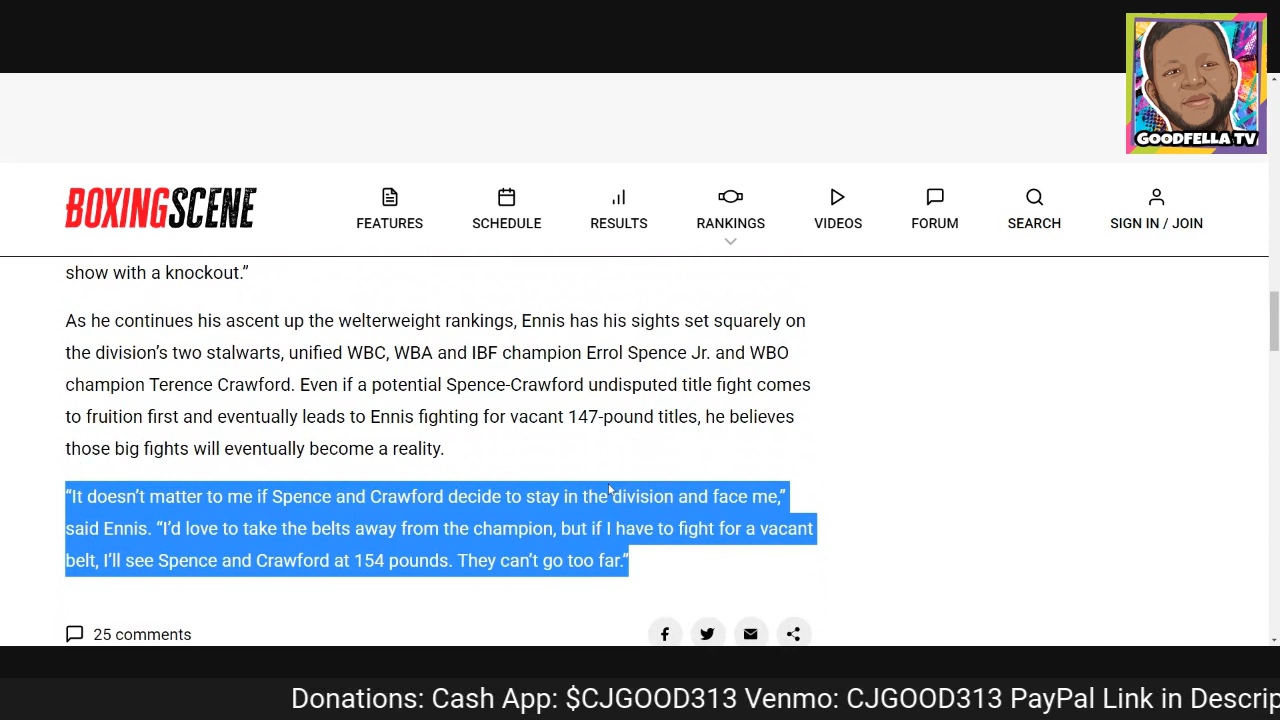 GOODFELLA TV
BOXINGSCENE
FEATURES
SCHEDULE
RESULTS
RANKINGS
VIDEOS
FORUM
SEARCH
SIGN IN / JOIN
show with a knockout.”
As he continues his ascent up the welterweight rankings, Ennis has his sights set squarely on
the division’s two stalwarts, unified WBC, WBA and IBF champion Errol Spence Jr. and WBO
champion Terence Crawford. Even if a potential Spence-Crawford undisputed title fight comes
to fruition first and eventually leads to Ennis fighting for vacant 147-pound titles, he believes
those big fights will eventually become a reality.
“It doesn’t matter to me if Spence and Crawford decide to stay in the division and face me,”
said Ennis. “I’d love to take the belts away from the champion, but if I have to fight for a vacant
belt, I’ll see Spence and Crawford at 154 pounds. They can’t go too far.”
25 comments
Donations: Cash App: $CJGOOD313 Venmo: CJGOOD313 PayPal Link in Descrip